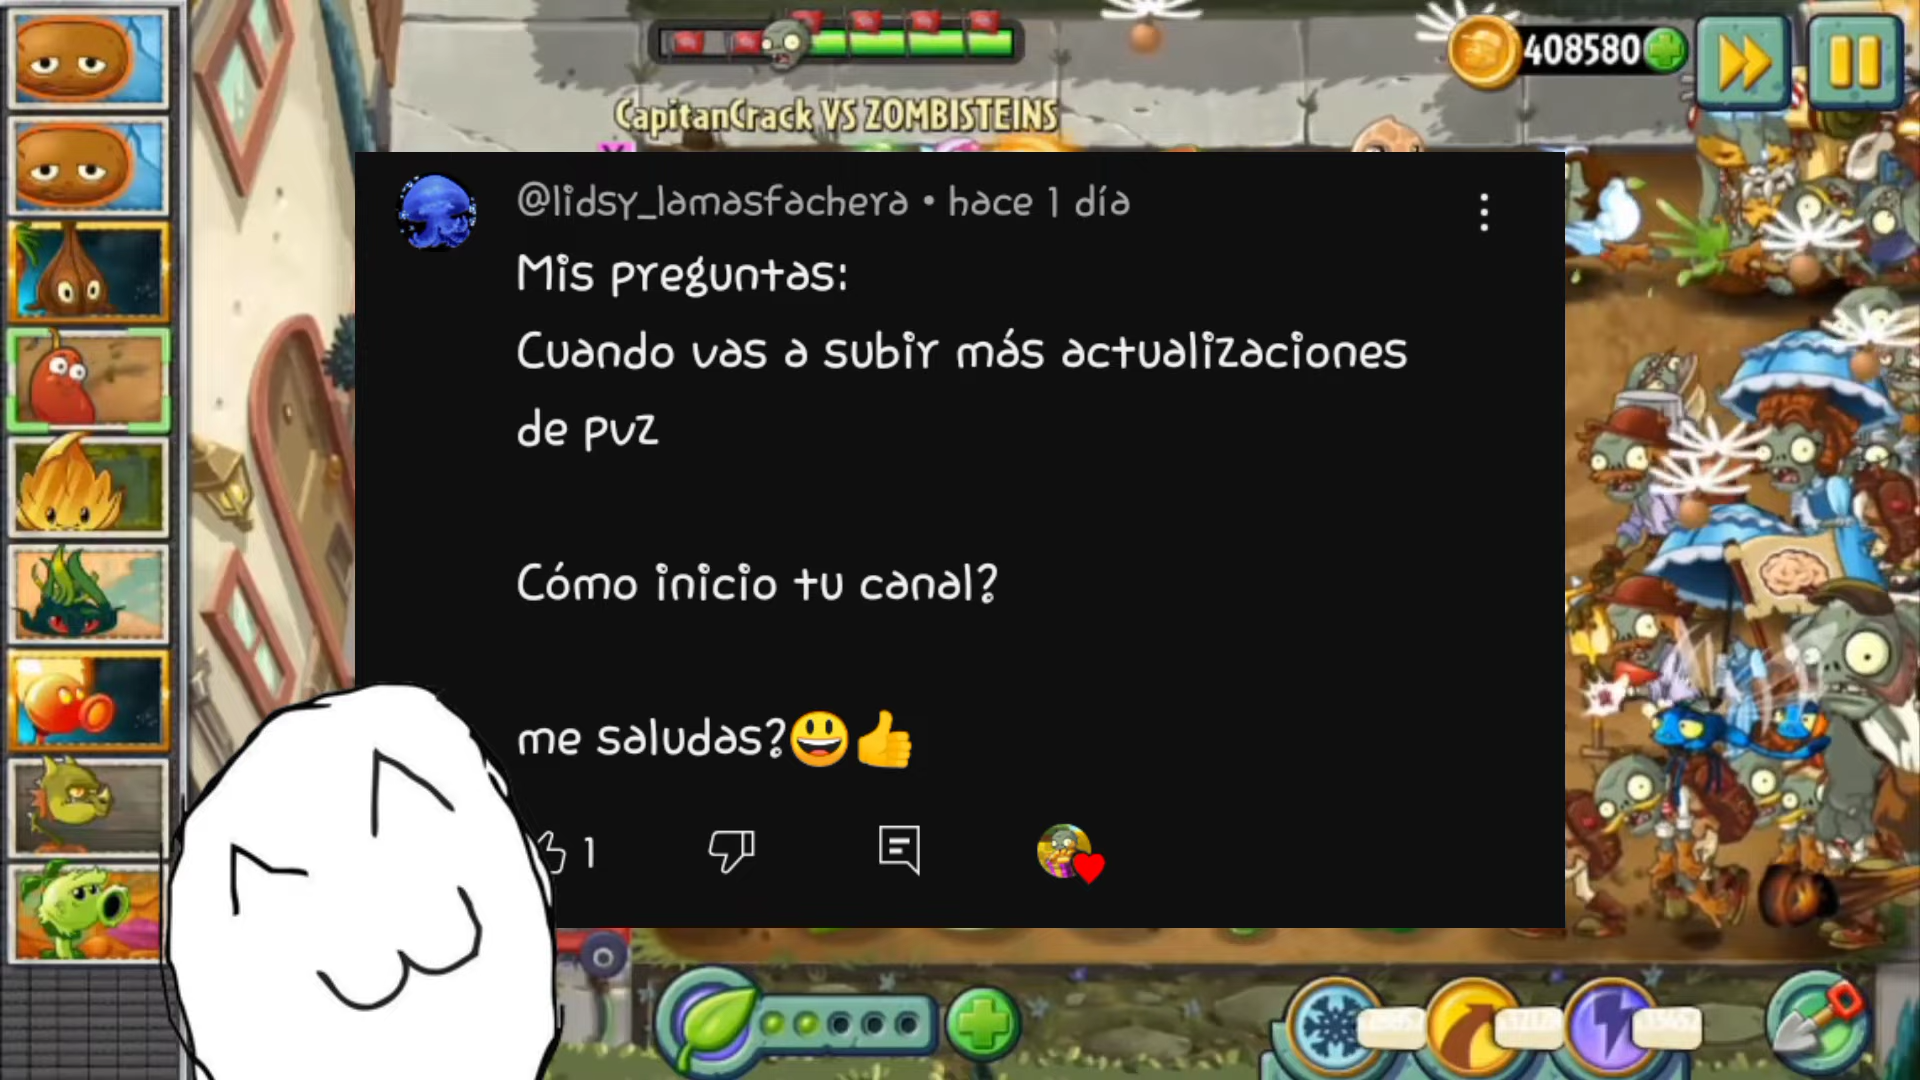 408580
CapitanCrack VS ZOMBISTEINS
@lidsy_lamasfachera • hace 1 día
Mis preguntas:
Cuando vas a subir más actualizaciones
de pvz
Cómo inicio tu canal?
me saludas?😃👍
1